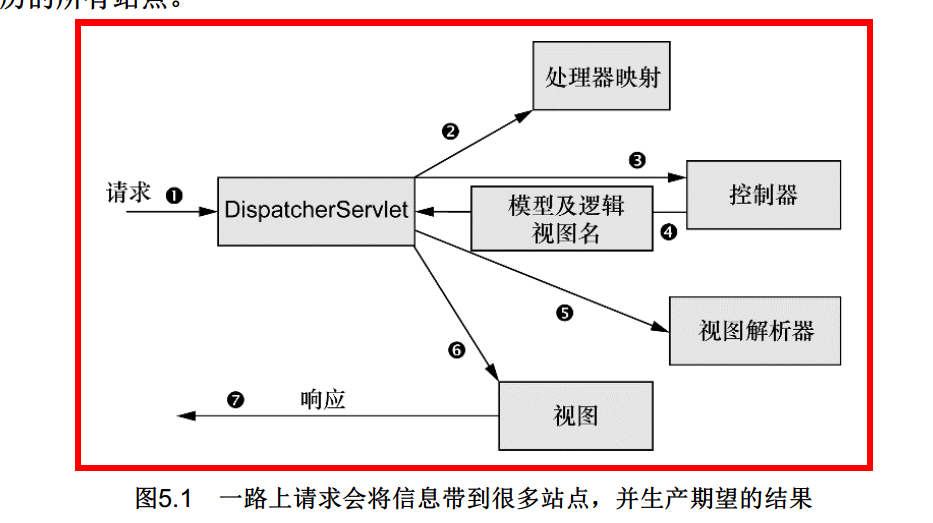 历的所有站点。
处理器映射
❷
❸
请求 ❶
DispatcherServlet
模型及逻辑
视图名
控制器
❹
❺
视图解析器
❻
❼ 响应
视图
图5.1 一路上请求会将信息带到很多站点，并生产期望的结果